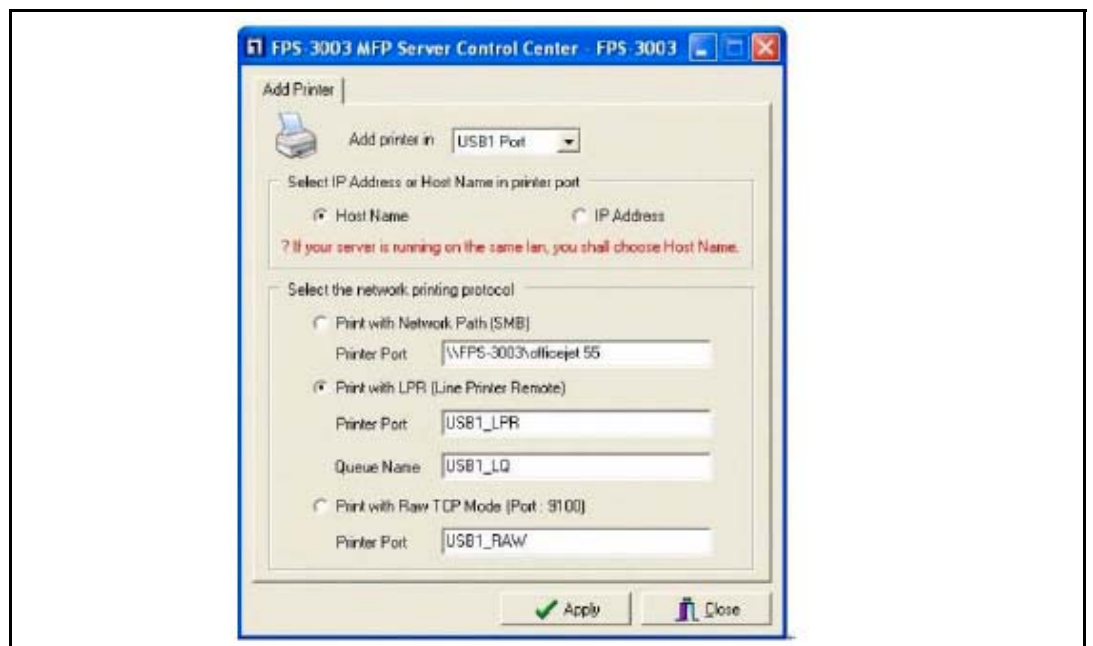 FPS-3003 MFP Server Control Center - FPS-3003
Add Printer
Add printer in USB1 Port
Select IP Address or Host Name in printer port
Host Name IP Address
? If your server is running on the same lan, you shall choose Host Name.
Select the network printing protocol
Print with Network Path (SMB)
Printer Port \\FPS-3003\officejet 55
Print with LPR (Line Printer Remote)
Printer Port USB1_LPR
Queue Name USB1_LQ
Print with Raw TCP Mode (Port : 9100)
Printer Port USB1_RAW
Apply Close